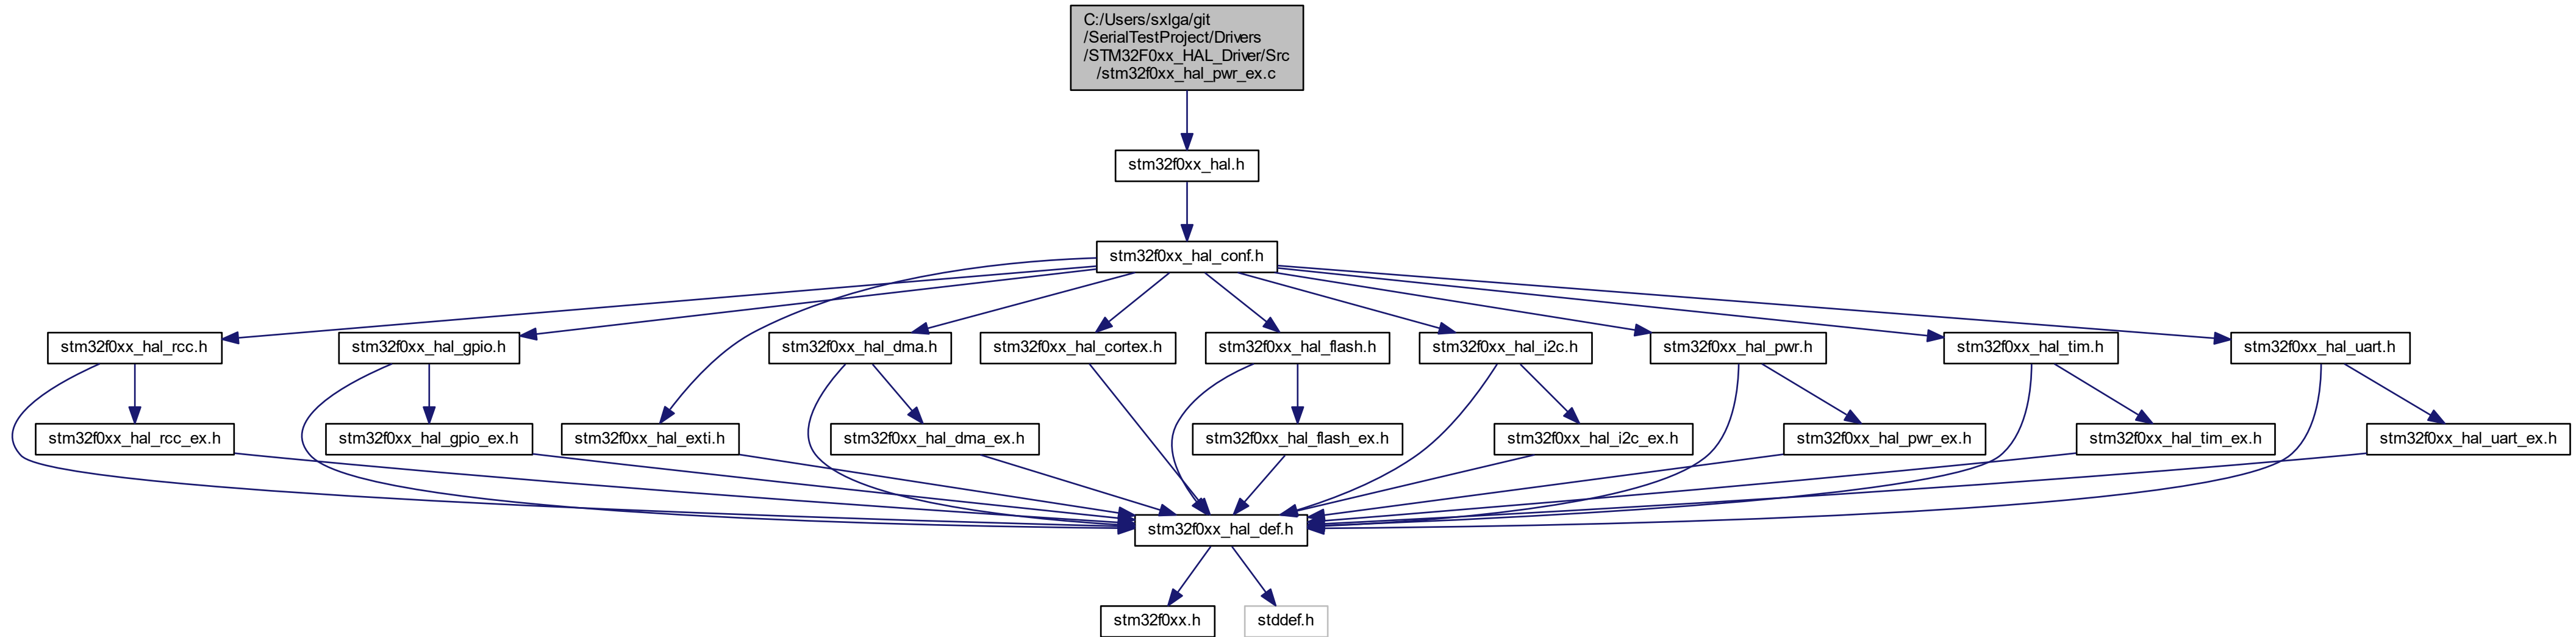 C:/Users/sxlga/git
/SerialTestProject/Drivers
/STM32F0xx_HAL_Driver/Src
/stm32f0xx_hal_pwr_ex.c
stm32f0xx_hal.h
stm32f0xx_hal_conf.h
stm32f0xx_hal_rcc.h
stm32f0xx_hal_gpio.h
stm32f0xx_hal_dma.h
stm32f0xx_hal_cortex.h
stm32f0xx_hal_flash.h
stm32f0xx_hal_i2c.h
stm32f0xx_hal_pwr.h
stm32f0xx_hal_tim.h
stm32f0xx_hal_uart.h
stm32f0xx_hal_rcc_ex.h
stm32f0xx_hal_gpio_ex.h
stm32f0xx_hal_exti.h
stm32f0xx_hal_dma_ex.h
stm32f0xx_hal_flash_ex.h
stm32f0xx_hal_i2c_ex.h
stm32f0xx_hal_pwr_ex.h
stm32f0xx_hal_tim_ex.h
stm32f0xx_hal_uart_ex.h
stm32f0xx_hal_def.h
stm32f0xx.h
stddef.h